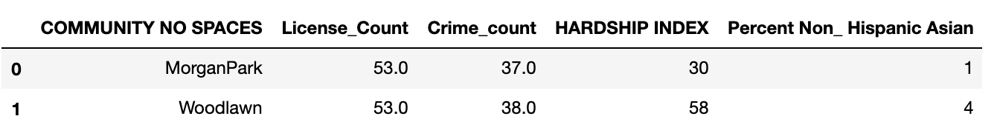 COMMUNITY NO SPACES License_Count Crime_count HARDSHIP INDEX Percent Non_ Hispanic Asian
0 MorganPark 53.0 37.0 30 1
1 Woodlawn 53.0 38.0 58 4